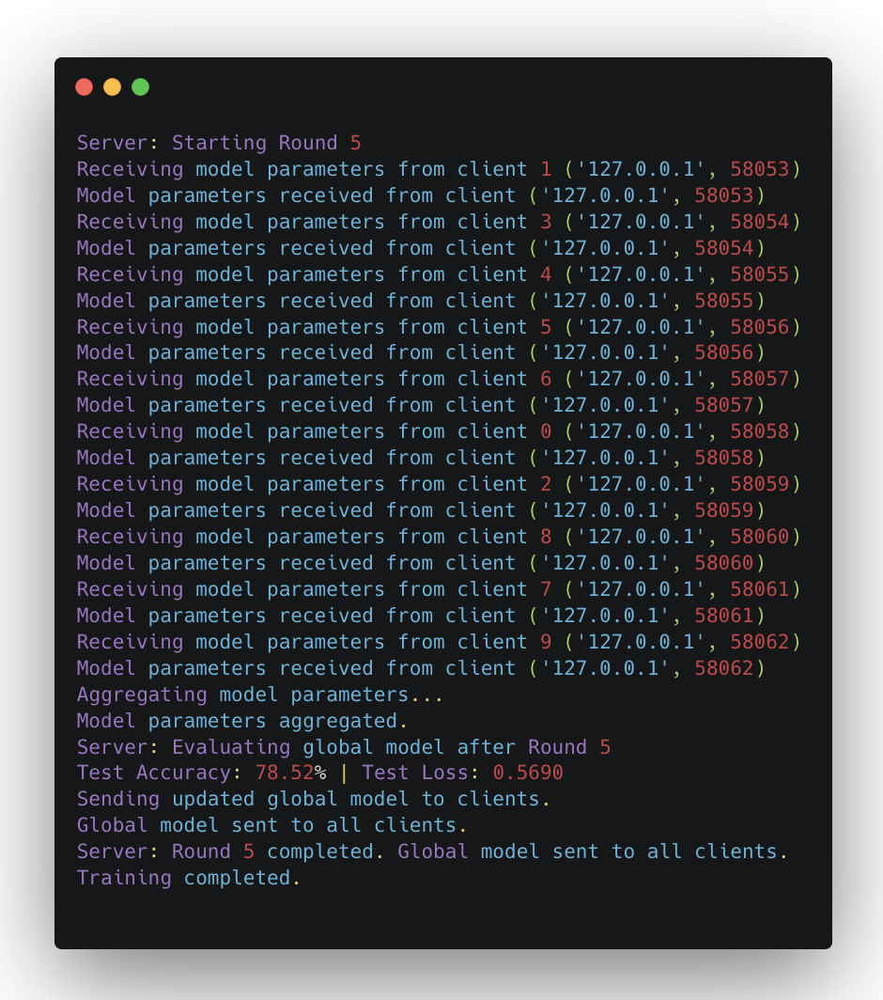 Server: Starting Round 5
Receiving model parameters from client 1 ('127.0.0.1', 58053)
Model parameters received from client ('127.0.0.1', 58053)
Receiving model parameters from client 3 ('127.0.0.1', 58054)
Model parameters received from client ('127.0.0.1', 58054)
Receiving model parameters from client 4 ('127.0.0.1', 58055)
Model parameters received from client ('127.0.0.1', 58055)
Receiving model parameters from client 5 ('127.0.0.1', 58056)
Model parameters received from client ('127.0.0.1', 58056)
Receiving model parameters from client 6 ('127.0.0.1', 58057)
Model parameters received from client ('127.0.0.1', 58057)
Receiving model parameters from client 0 ('127.0.0.1', 58058)
Model parameters received from client ('127.0.0.1', 58058)
Receiving model parameters from client 2 ('127.0.0.1', 58059)
Model parameters received from client ('127.0.0.1', 58059)
Receiving model parameters from client 8 ('127.0.0.1', 58060)
Model parameters received from client ('127.0.0.1', 58060)
Receiving model parameters from client 7 ('127.0.0.1', 58061)
Model parameters received from client ('127.0.0.1', 58061)
Receiving model parameters from client 9 ('127.0.0.1', 58062)
Model parameters received from client ('127.0.0.1', 58062)
Aggregating model parameters...
Model parameters aggregated.
Server: Evaluating global model after Round 5
Test Accuracy: 78.52% | Test Loss: 0.5690
Sending updated global model to clients.
Global model sent to all clients.
Server: Round 5 completed. Global model sent to all clients.
Training completed.